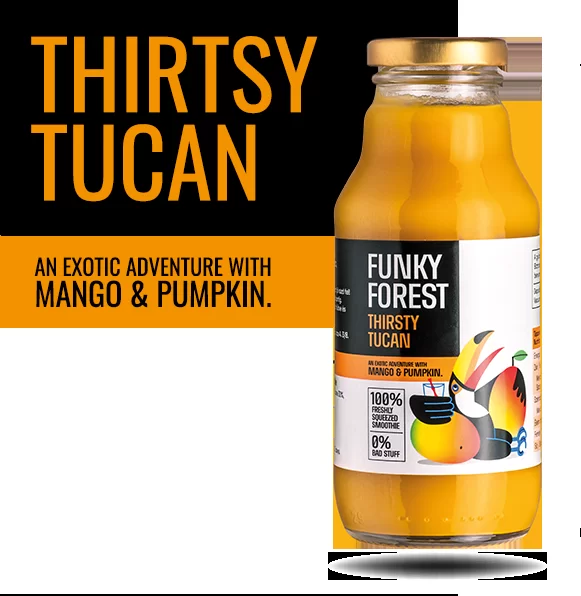 THIRTSY
TUCAN
AN EXOTIC ADVENTURE WITH
MANGO & PUMPKIN.
FUNKY
FOREST
THIRSTY
TUCAN
AN EXOTIC ADVENTURE WITH
MANGO & PUMPKIN.
100%
FRESHLY
SQUEEZED
SMOOTHIE
0%
BAD STUFF